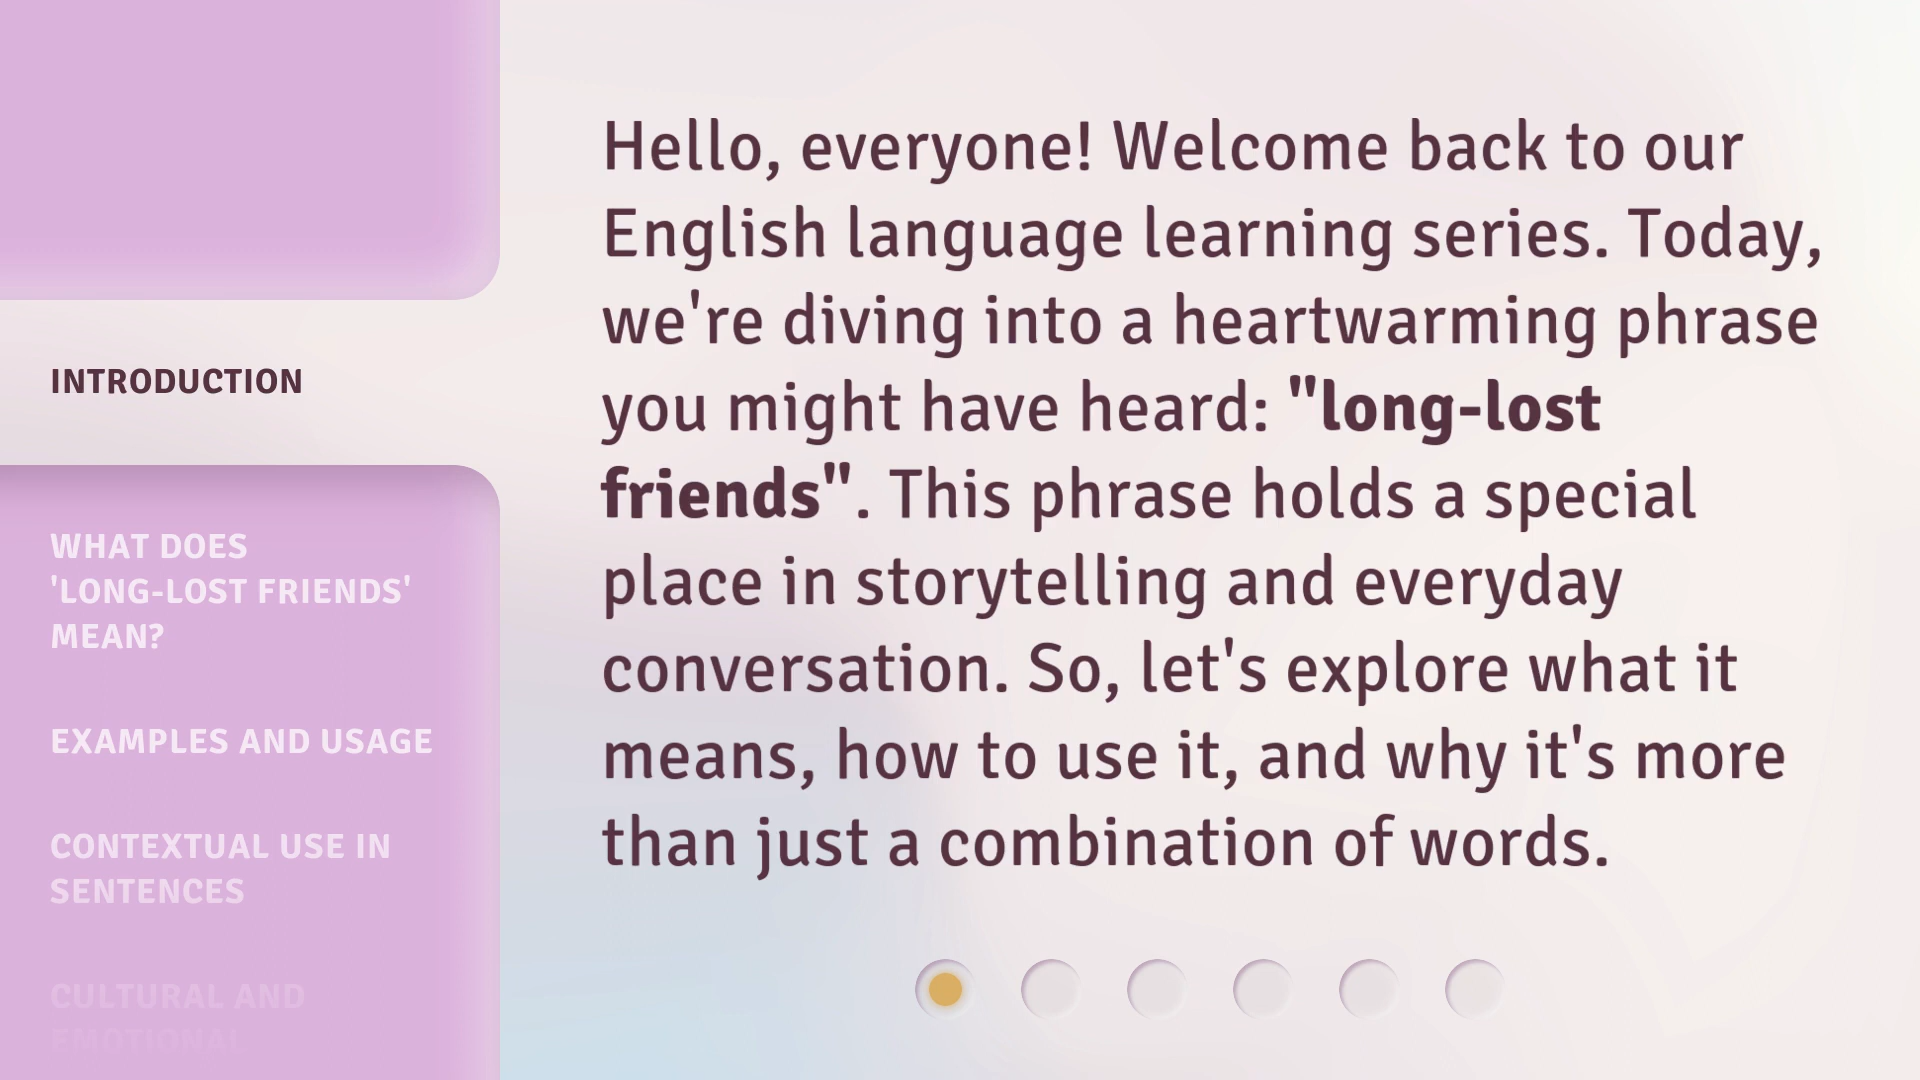 INTRODUCTION
WHAT DOES
'LONG-LOST FRIENDS'
MEAN?
EXAMPLES AND USAGE
CONTEXTUAL USE IN
SENTENCES
CULTURAL AND
EMOTIONAL
Hello, everyone! Welcome back to our
English language learning series. Today,
we're diving into a heartwarming phrase
you might have heard: "long-lost
friends". This phrase holds a special
place in storytelling and everyday
conversation. So, let's explore what it
means, how to use it, and why it's more
than just a combination of words.